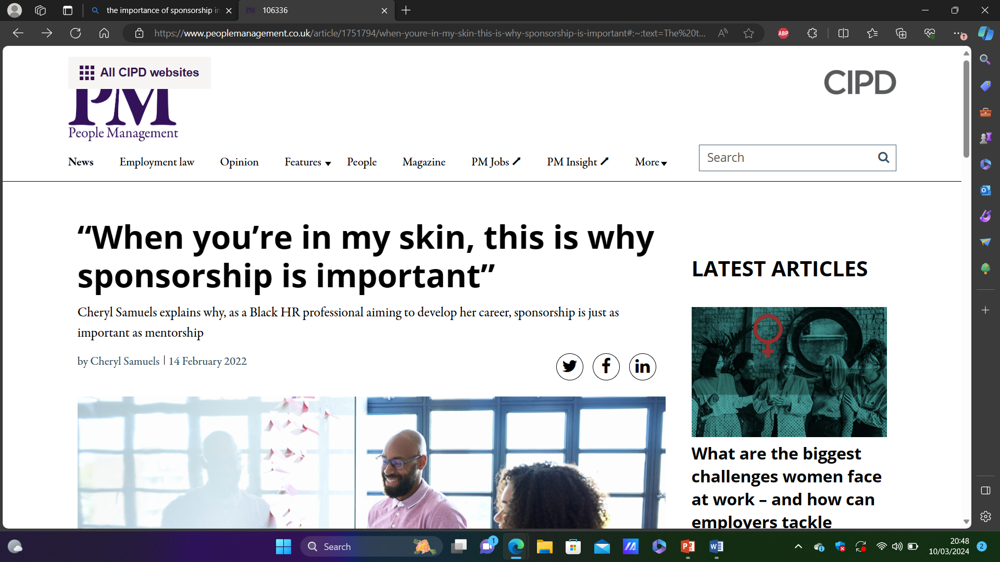 the importance of sponsorship in
106336
https://www.peoplemanagement.co.uk/article/1751794/when-youre-in-my-skin-this-is-why-sponsorship-is-important#:~:text=The%20t...
ABP
All CIPD websites
CIPD
PM
People Management
News Employment law Opinion Features People Magazine PM Jobs PM Insight More
Search
“When you’re in my skin, this is why
sponsorship is important”
Cheryl Samuels explains why, as a Black HR professional aiming to develop her career, sponsorship is just as
important as mentorship
by Cheryl Samuels | 14 February 2022
LATEST ARTICLES
What are the biggest
challenges women face
at work – and how can
employers tackle
Search
1
20:48
10/03/2024
2